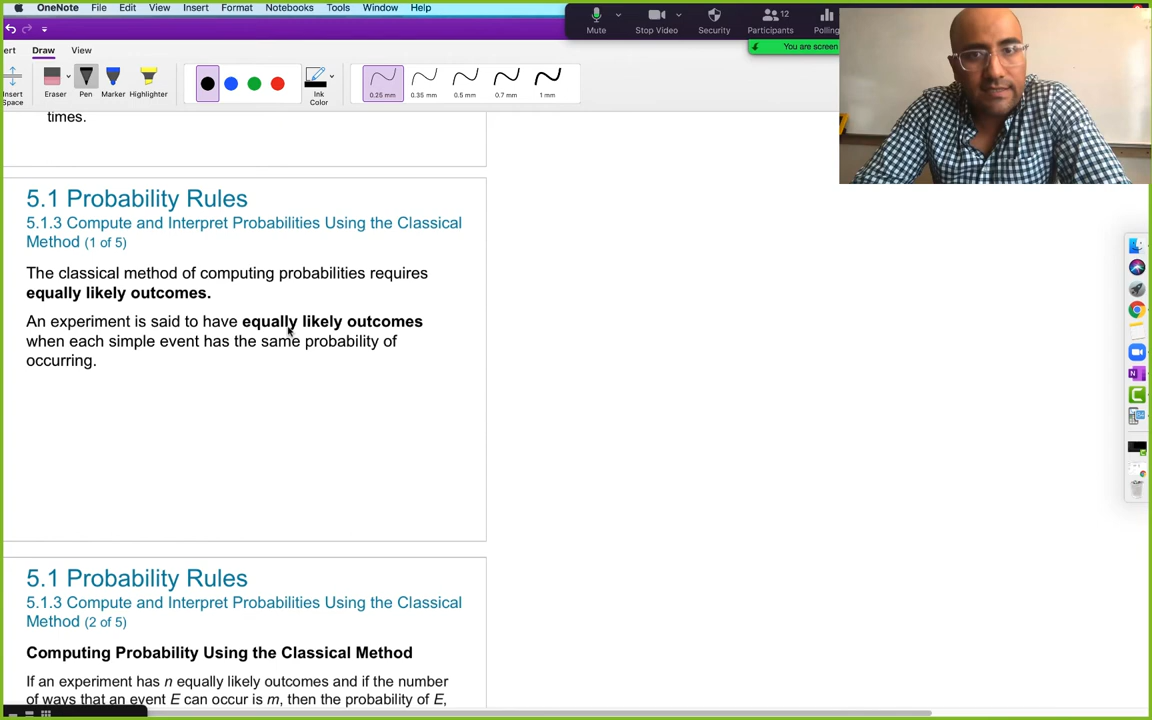 OneNote File Edit View Insert Format Notebooks Tools Window Help
Mute Stop Video Security 12 Participants Polling
You are screen
ert Draw View
Insert Space Eraser Pen Marker Highlighter Ink Color 0.25 mm 0.35 mm 0.5 mm 0.7 mm 1 mm
times.
5.1 Probability Rules
5.1.3 Compute and Interpret Probabilities Using the Classical
Method (1 of 5)
The classical method of computing probabilities requires
equally likely outcomes.
An experiment is said to have equally likely outcomes
when each simple event has the same probability of
occurring.
5.1 Probability Rules
5.1.3 Compute and Interpret Probabilities Using the Classical
Method (2 of 5)
Computing Probability Using the Classical Method
If an experiment has n equally likely outcomes and if the number
of ways that an event E can occur is m, then the probability of E,